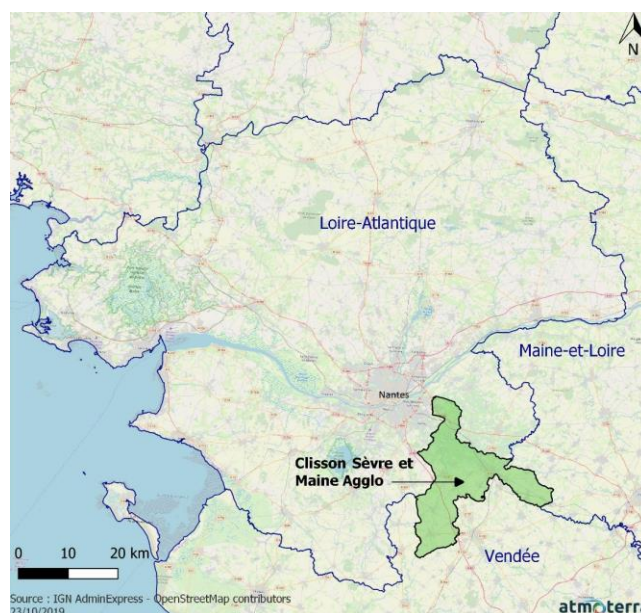 N
Loire-Atlantique
Maine-et-Loire
Nantes
Clisson Sèvre et
Maine Agglo
Vendée
0 10 20 km
Source : IGN AdminExpress - OpenStreetMap contributors
23/10/2019
atmoterr